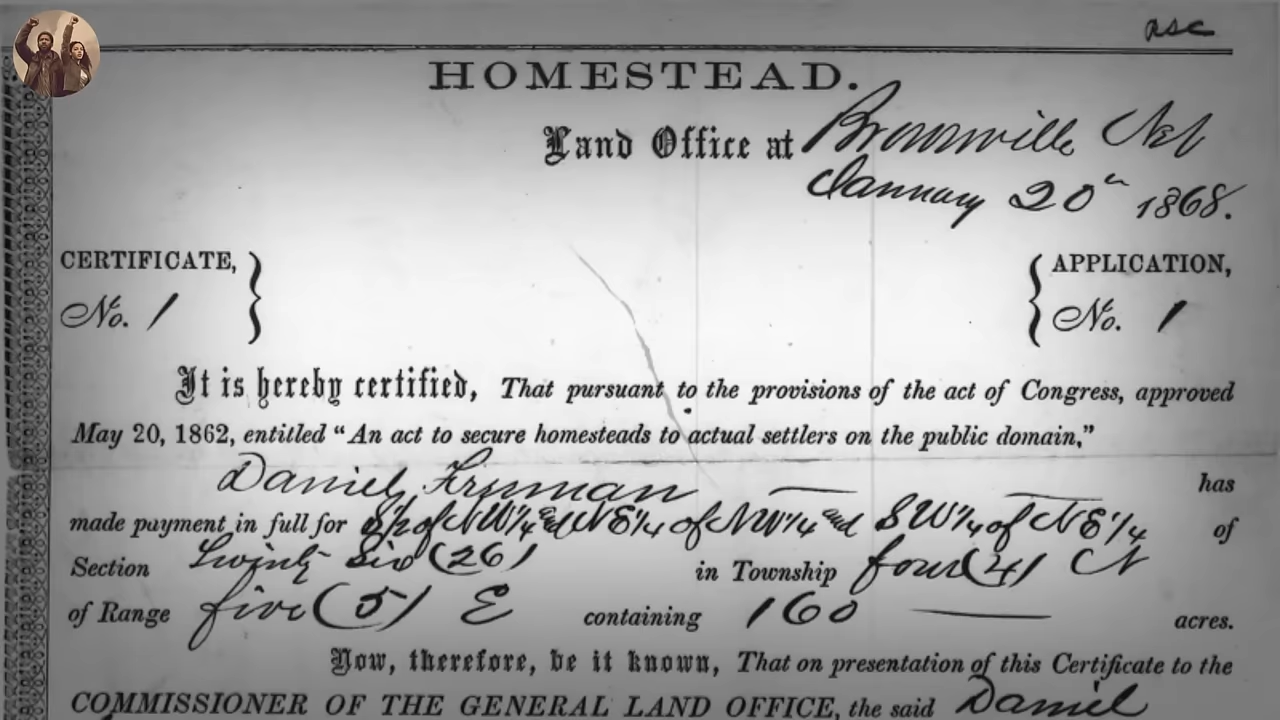 HOMESTEAD.
Land Office at Brownville Neb
January 20th 1868.
CERTIFICATE, APPLICATION,
No. 1 No. 1
It is hereby certified, That pursuant to the provisions of the act of Congress, approved
May 20, 1862, entitled “An act to secure homesteads to actual settlers on the public domain,”
Daniel Freeman has
made payment in full for S½ of NW¼ and NE¼ of NW¼ and SW¼ of NE¼ of
Section Twenty Six (26) in Township four (4) N
of Range five (5) E containing 160 acres.
Now, therefore, be it known, That on presentation of this Certificate to the
COMMISSIONER OF THE GENERAL LAND OFFICE, the said Daniel